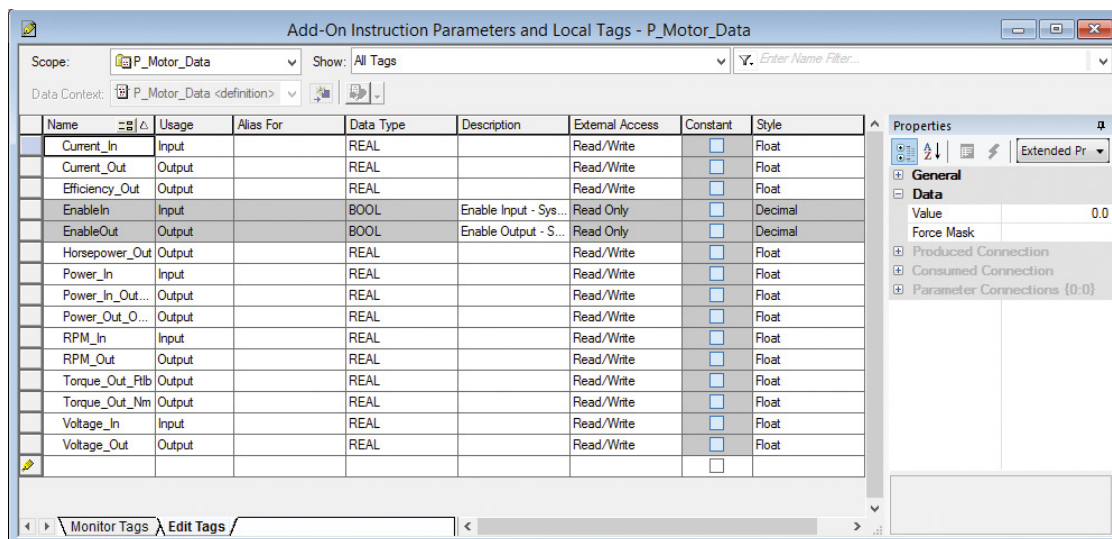 Add-On Instruction Parameters and Local Tags - P_Motor_Data
Scope: P_Motor_Data Show: All Tags Enter Name Filter...
Data Context: P_Motor_Data <definition>
Name Usage Alias For Data Type Description External Access Constant Style
Current_In Input REAL Read/Write Float
Current_Out Output REAL Read/Write Float
Efficiency_Out Output REAL Read/Write Float
EnableIn Input BOOL Enable Input - Sys... Read Only Decimal
EnableOut Output BOOL Enable Output - S... Read Only Decimal
Horsepower_Out Output REAL Read/Write Float
Power_In Input REAL Read/Write Float
Power_In_Out... Output REAL Read/Write Float
Power_Out_O... Output REAL Read/Write Float
RPM_In Input REAL Read/Write Float
RPM_Out Output REAL Read/Write Float
Torque_Out_Ftlb Output REAL Read/Write Float
Torque_Out_Nm Output REAL Read/Write Float
Voltage_In Input REAL Read/Write Float
Voltage_Out Output REAL Read/Write Float
Monitor Tags Edit Tags
Properties
Extended Pr
General
Data
Value 0.0
Force Mask
Produced Connection
Consumed Connection
Parameter Connections {0:0}